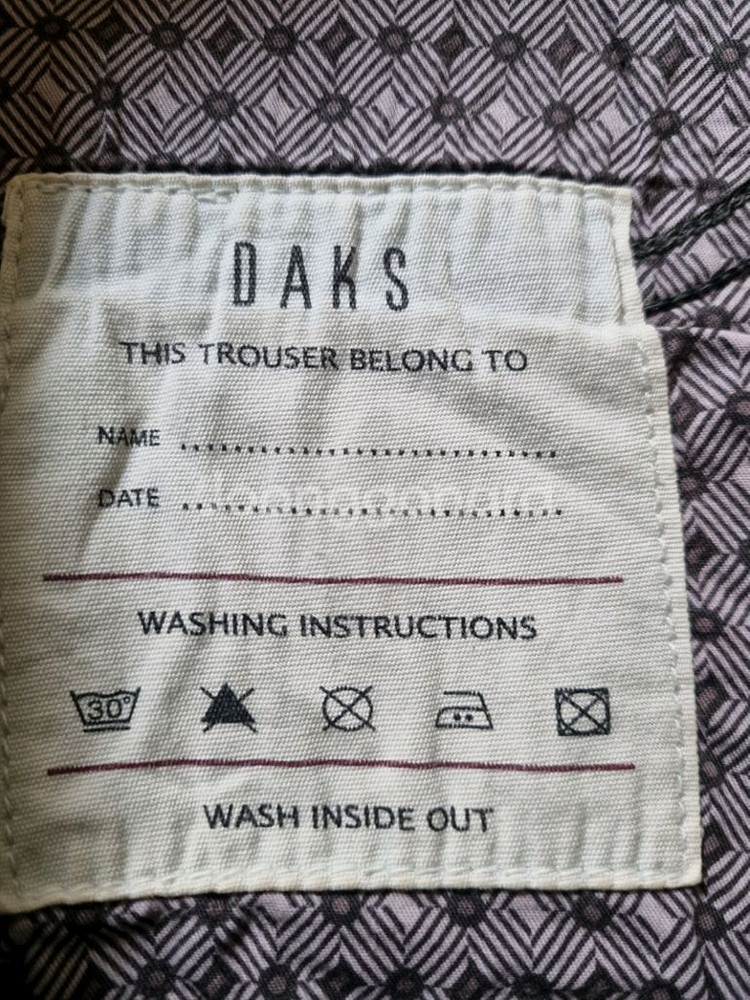 DAKS
THIS TROUSER BELONG TO
NAME ..............................
DATE ..............................
WASHING INSTRUCTIONS
30°
WASH INSIDE OUT